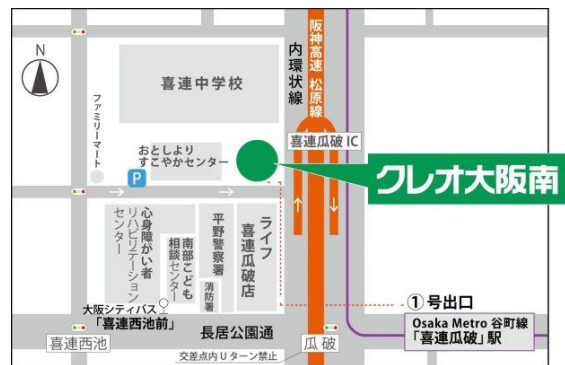 N
喜連中学校
ファミリーマート
おとしより
すこやかセンター
P
内環状線
阪神高速 松原線
喜連瓜破IC
クレオ大阪南
心身障がい者
リハビリテーション
センター
南部こども
相談センター
平野警察署
消防署
ライフ
喜連瓜破店
大阪シティバス
「喜連西池前」
長居公園通
喜連西池
交差点内Uターン禁止
瓜破
①号出口
Osaka Metro 谷町線
「喜連瓜破」駅